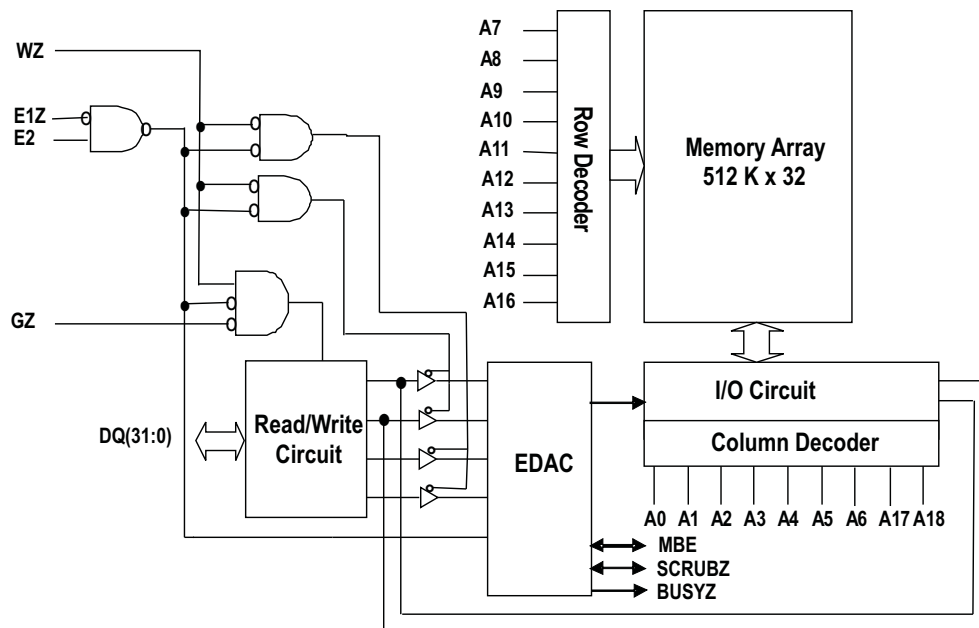 WZ
E1Z
E2
GZ
A7
A8
A9
A10
A11
A12
A13
A14
A15
A16
Row Decoder
Memory Array
512 K x 32
DQ(31:0)
Read/Write
Circuit
EDAC
I/O Circuit
Column Decoder
A0 A1 A2 A3 A4 A5 A6 A17 A18
MBE
SCRUBZ
BUSYZ